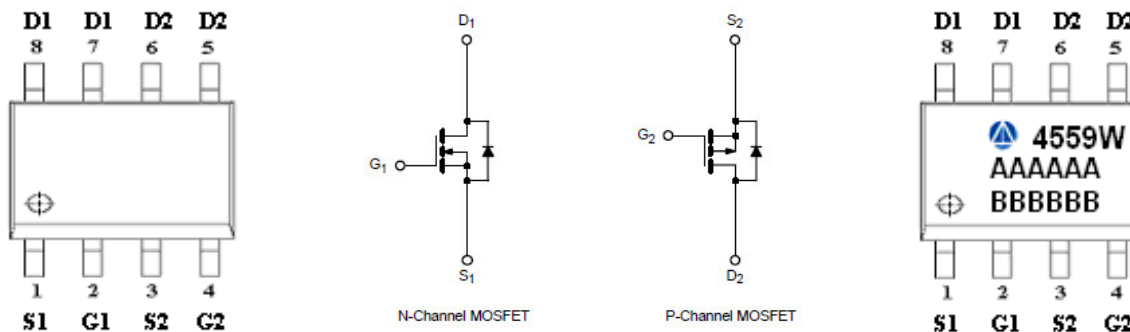 D1 D1 D2 D2
8 7 6 5
1 2 3 4
S1 G1 S2 G2
D1
G1
S1
N-Channel MOSFET
S2
G2
D2
P-Channel MOSFET
D1 D1 D2 D2
8 7 6 5
4559W
AAAAAA
BBBBBB
1 2 3 4
S1 G1 S2 G2